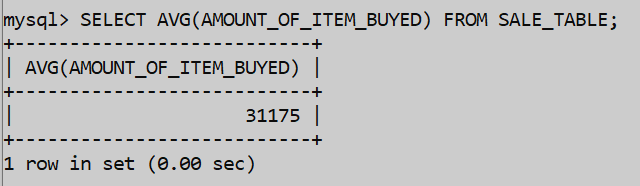 mysql> SELECT AVG(AMOUNT_OF_ITEM_BUYED) FROM SALE_TABLE;
+---------------------------+
| AVG(AMOUNT_OF_ITEM_BUYED) |
+---------------------------+
|                     31175 |
+---------------------------+
1 row in set (0.00 sec)